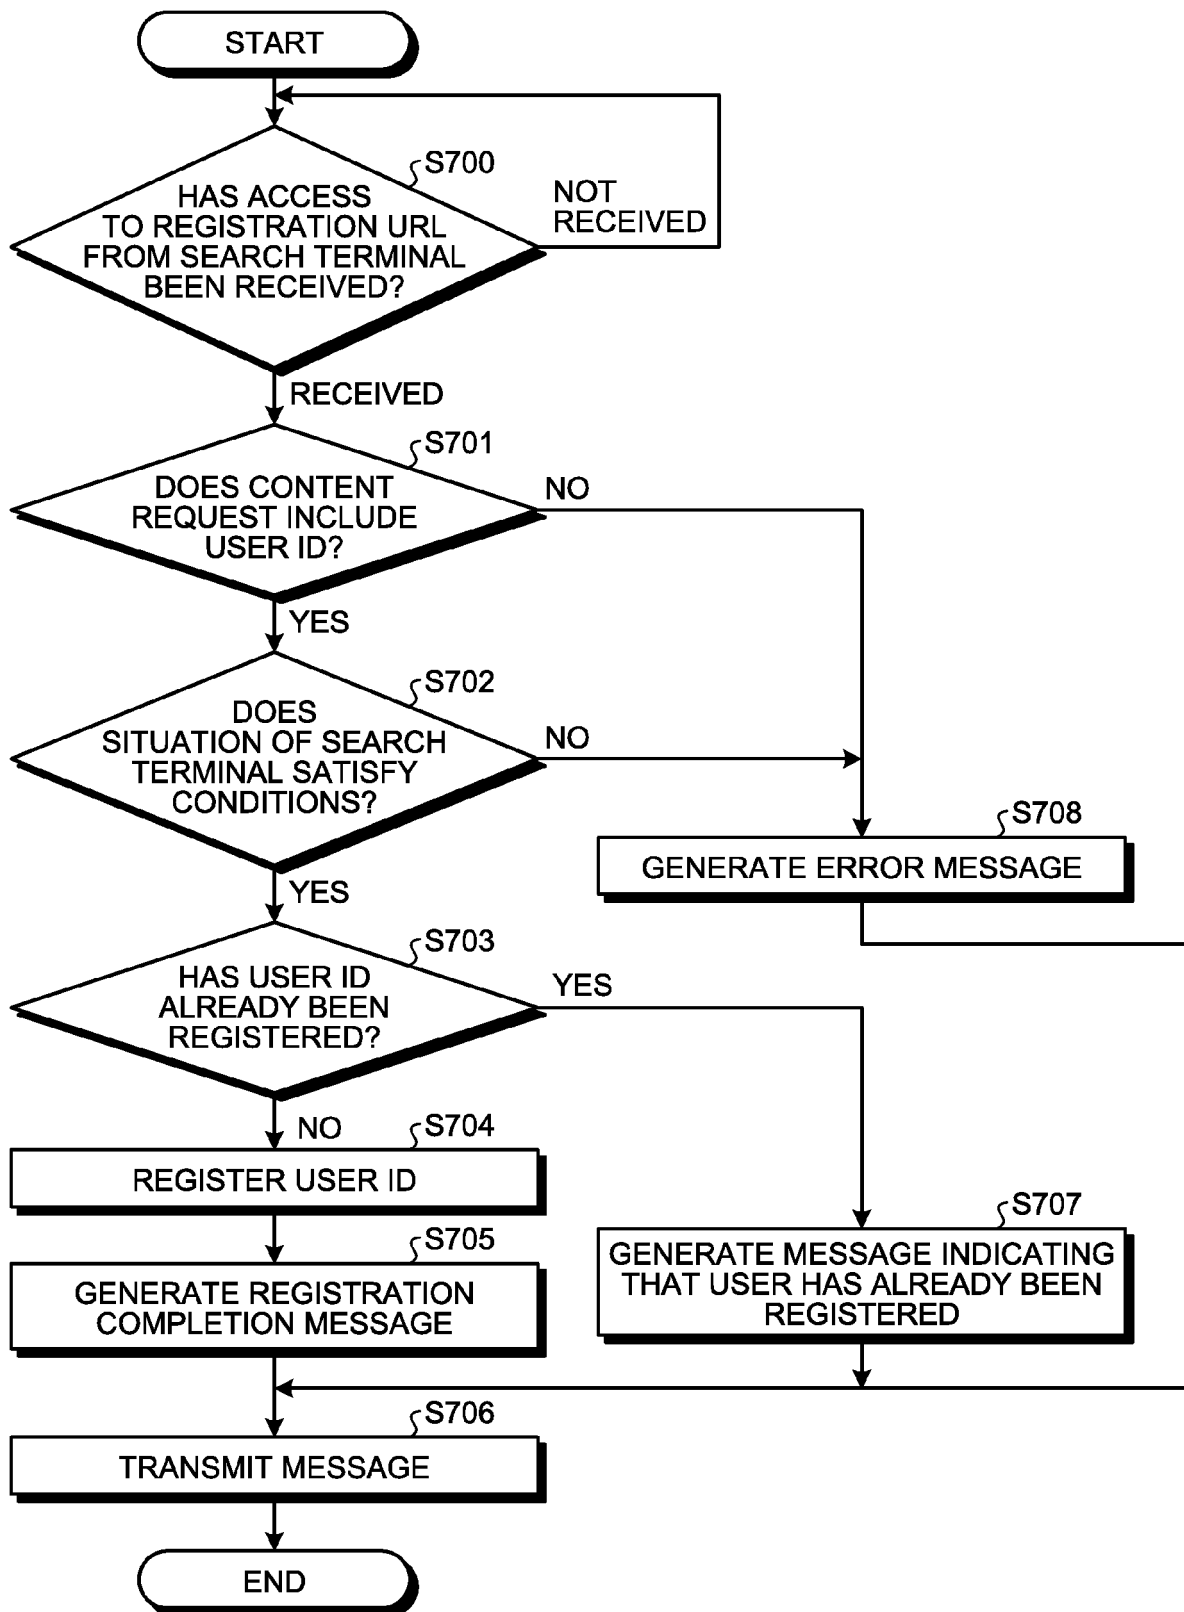 START
S700
HAS ACCESS
TO REGISTRATION URL
FROM SEARCH TERMINAL
BEEN RECEIVED?
NOT
RECEIVED
RECEIVED
S701
DOES CONTENT
REQUEST INCLUDE
USER ID?
NO
YES
S702
DOES
SITUATION OF SEARCH
TERMINAL SATISFY
CONDITIONS?
NO
YES
S708
GENERATE ERROR MESSAGE
S703
HAS USER ID
ALREADY BEEN
REGISTERED?
YES
NO
S704
REGISTER USER ID
S705
GENERATE REGISTRATION
COMPLETION MESSAGE
S707
GENERATE MESSAGE INDICATING
THAT USER HAS ALREADY BEEN
REGISTERED
S706
TRANSMIT MESSAGE
END